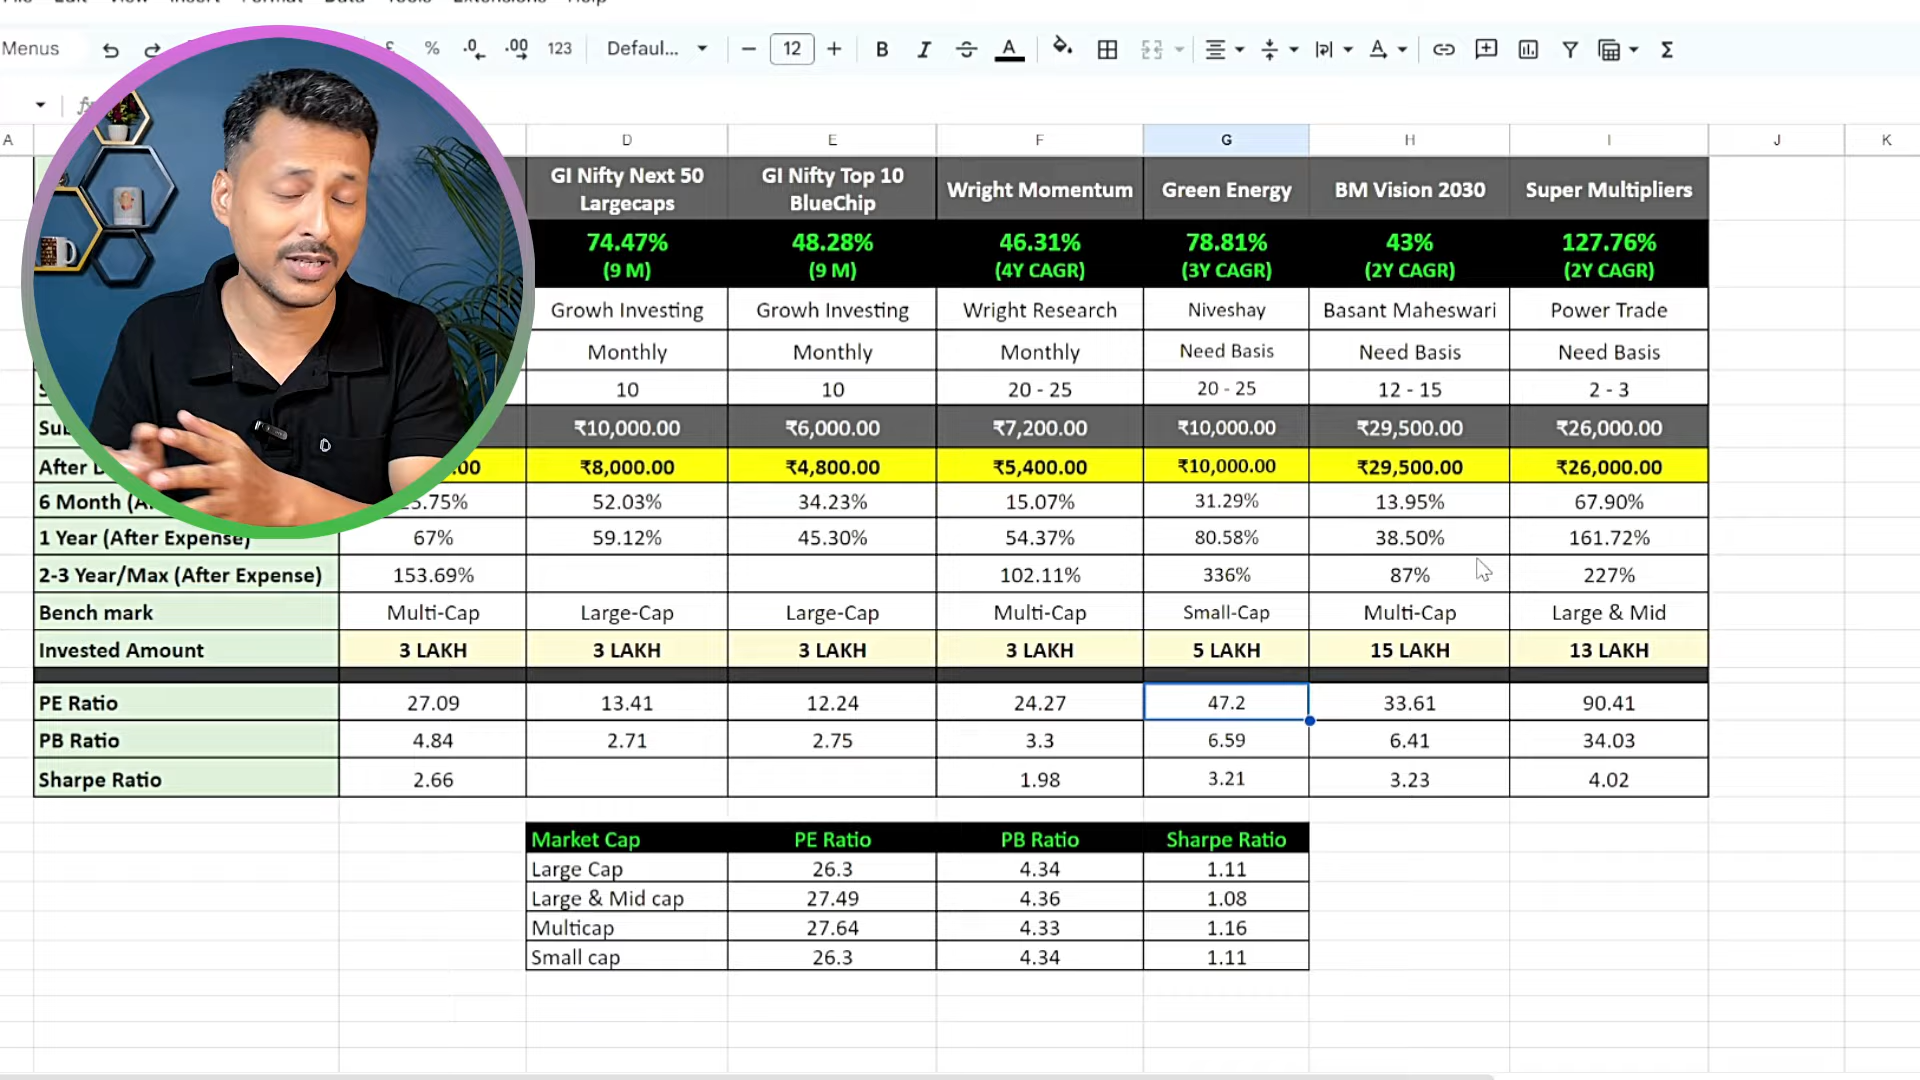 Menus
%
.0
.00
123
Defaul...
12
B
I
A
A
Σ
A
D
E
F
G
H
I
J
K
GI Nifty Next 50 Largecaps
GI Nifty Top 10 BlueChip
Wright Momentum
Green Energy
BM Vision 2030
Super Multipliers
74.47% (9 M)
48.28% (9 M)
46.31% (4Y CAGR)
78.81% (3Y CAGR)
43% (2Y CAGR)
127.76% (2Y CAGR)
Growh Investing
Growh Investing
Wright Research
Niveshay
Basant Maheswari
Power Trade
Monthly
Monthly
Monthly
Need Basis
Need Basis
Need Basis
10
10
20 - 25
20 - 25
12 - 15
2 - 3
₹10,000.00
₹6,000.00
₹7,200.00
₹10,000.00
₹29,500.00
₹26,000.00
After
₹8,000.00
₹4,800.00
₹5,400.00
₹10,000.00
₹29,500.00
₹26,000.00
6 Month
52.03%
34.23%
15.07%
31.29%
13.95%
67.90%
1 Year (After Expense)
67%
59.12%
45.30%
54.37%
80.58%
38.50%
161.72%
2-3 Year/Max (After Expense)
153.69%
102.11%
336%
87%
227%
Bench mark
Multi-Cap
Large-Cap
Large-Cap
Multi-Cap
Small-Cap
Multi-Cap
Large & Mid
Invested Amount
3 LAKH
3 LAKH
3 LAKH
3 LAKH
5 LAKH
15 LAKH
13 LAKH
PE Ratio
27.09
13.41
12.24
24.27
47.2
33.61
90.41
PB Ratio
4.84
2.71
2.75
3.3
6.59
6.41
34.03
Sharpe Ratio
2.66
1.98
3.21
3.23
4.02
Market Cap
PE Ratio
PB Ratio
Sharpe Ratio
Large Cap
26.3
4.34
1.11
Large & Mid cap
27.49
4.36
1.08
Multicap
27.64
4.33
1.16
Small cap
26.3
4.34
1.11